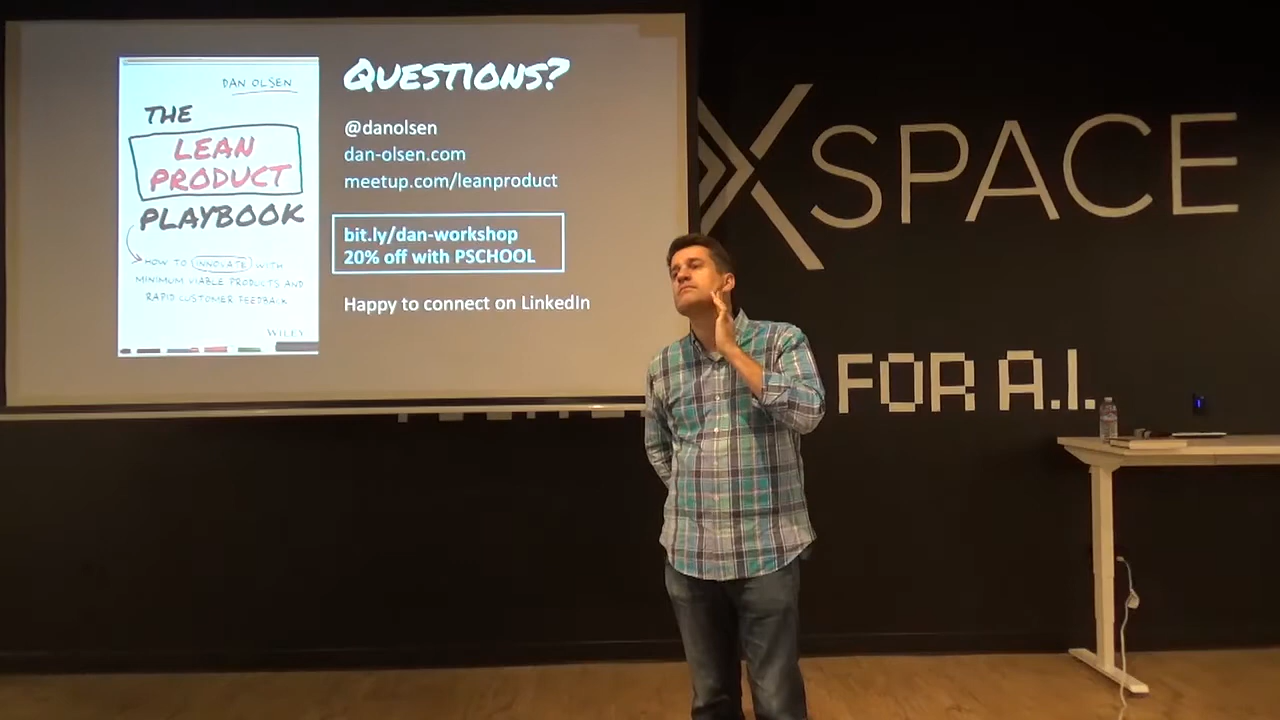 DAN OLSEN
THE
LEAN
PRODUCT
PLAYBOOK
HOW TO INNOVATE WITH
MINIMUM VIABLE PRODUCTS AND
RAPID CUSTOMER FEEDBACK
WILEY
QUESTIONS?
@danolsen
dan-olsen.com
meetup.com/leanproduct
bit.ly/dan-workshop
20% off with PSCHOOL
Happy to connect on LinkedIn
XSPACE
FOR A.I.